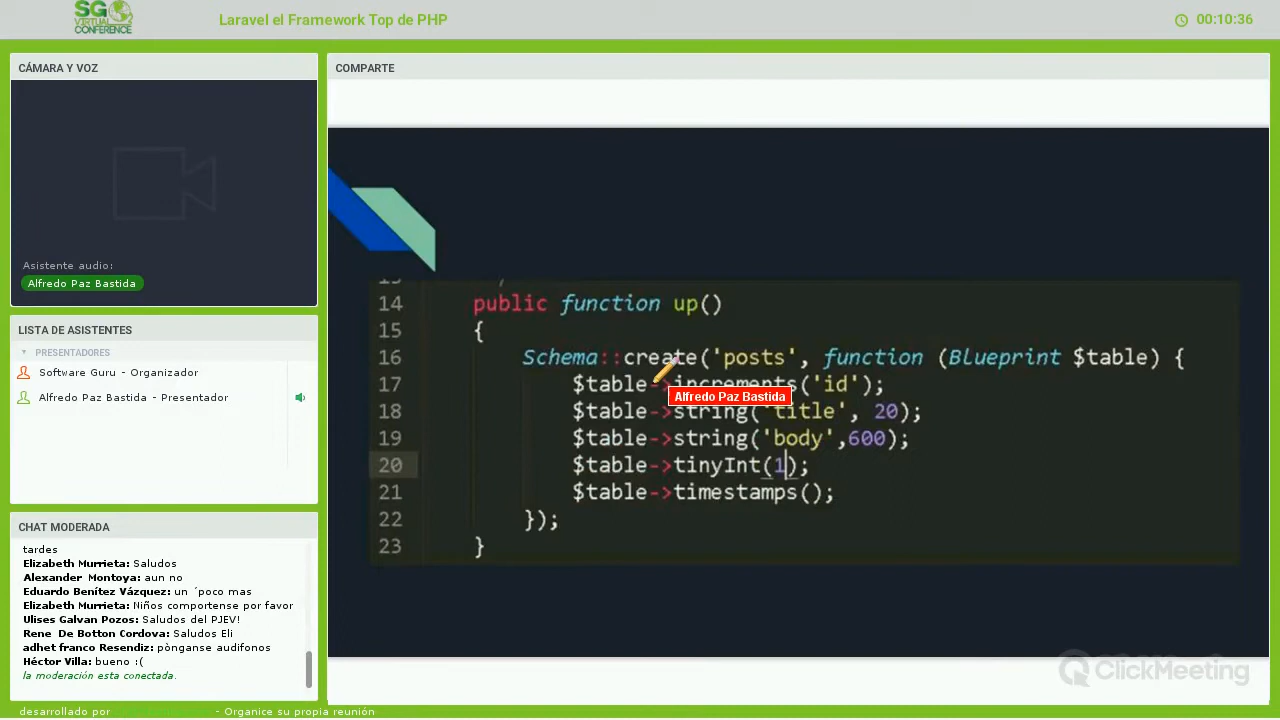 SG
VIRTUAL
CONFERENCE
Laravel el Framework Top de PHP
00:10:36
CÁMARA Y VOZ
Asistente audio:
Alfredo Paz Bastida
LISTA DE ASISTENTES
PRESENTADORES
Software Guru - Organizador
Alfredo Paz Bastida - Presentador
CHAT MODERADA
tardes
Elizabeth Murrieta: Saludos
Alexander Montoya: aun no
Eduardo Benítez Vázquez: un ´poco mas
Elizabeth Murrieta: Niños comportense por favor
Ulises Galvan Pozos: Saludos del PJEV!
Rene De Botton Cordova: Saludos Eli
adhet franco Resendiz: pònganse audifonos
Héctor Villa: bueno :(
la moderación esta conectada.
COMPARTE
14 public function up()
15 {
16 Schema::create('posts', function (Blueprint $table) {
17 $table->increments('id');
Alfredo Paz Bastida
18 $table->string('title', 20);
19 $table->string('body',600);
20 $table->tinyInt(1);
21 $table->timestamps();
22 });
23 }
ClickMeeting
desarrollado por
- Organice su propia reunión